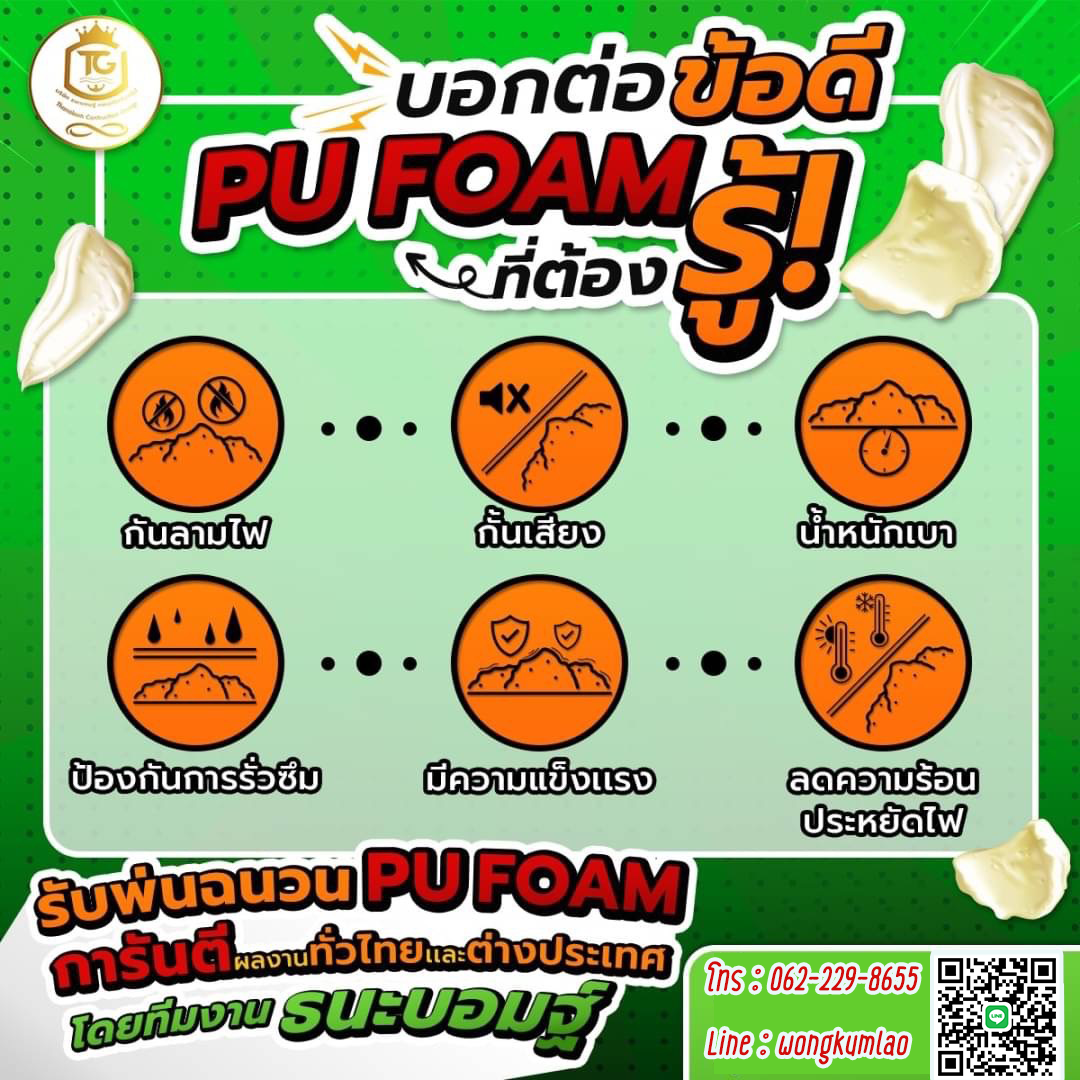 TG
บอกต่อข้อดี
PU FOAM
ที่ต้องรู้!
กันลามไฟ
กั้นเสียง
น้ำหนักเบา
ป้องกันการรั่วซึม
มีความแข็งแรง
ลดความร้อน
ประหยัดไฟ
รับพ่นฉนวน PU FOAM
การันตีผลงานทั่วไทยและต่างประเทศ
โดยทีมงาน ธนะบอมฐ์
โทร : 062-229-8655
Line : wongkumlao
LINE